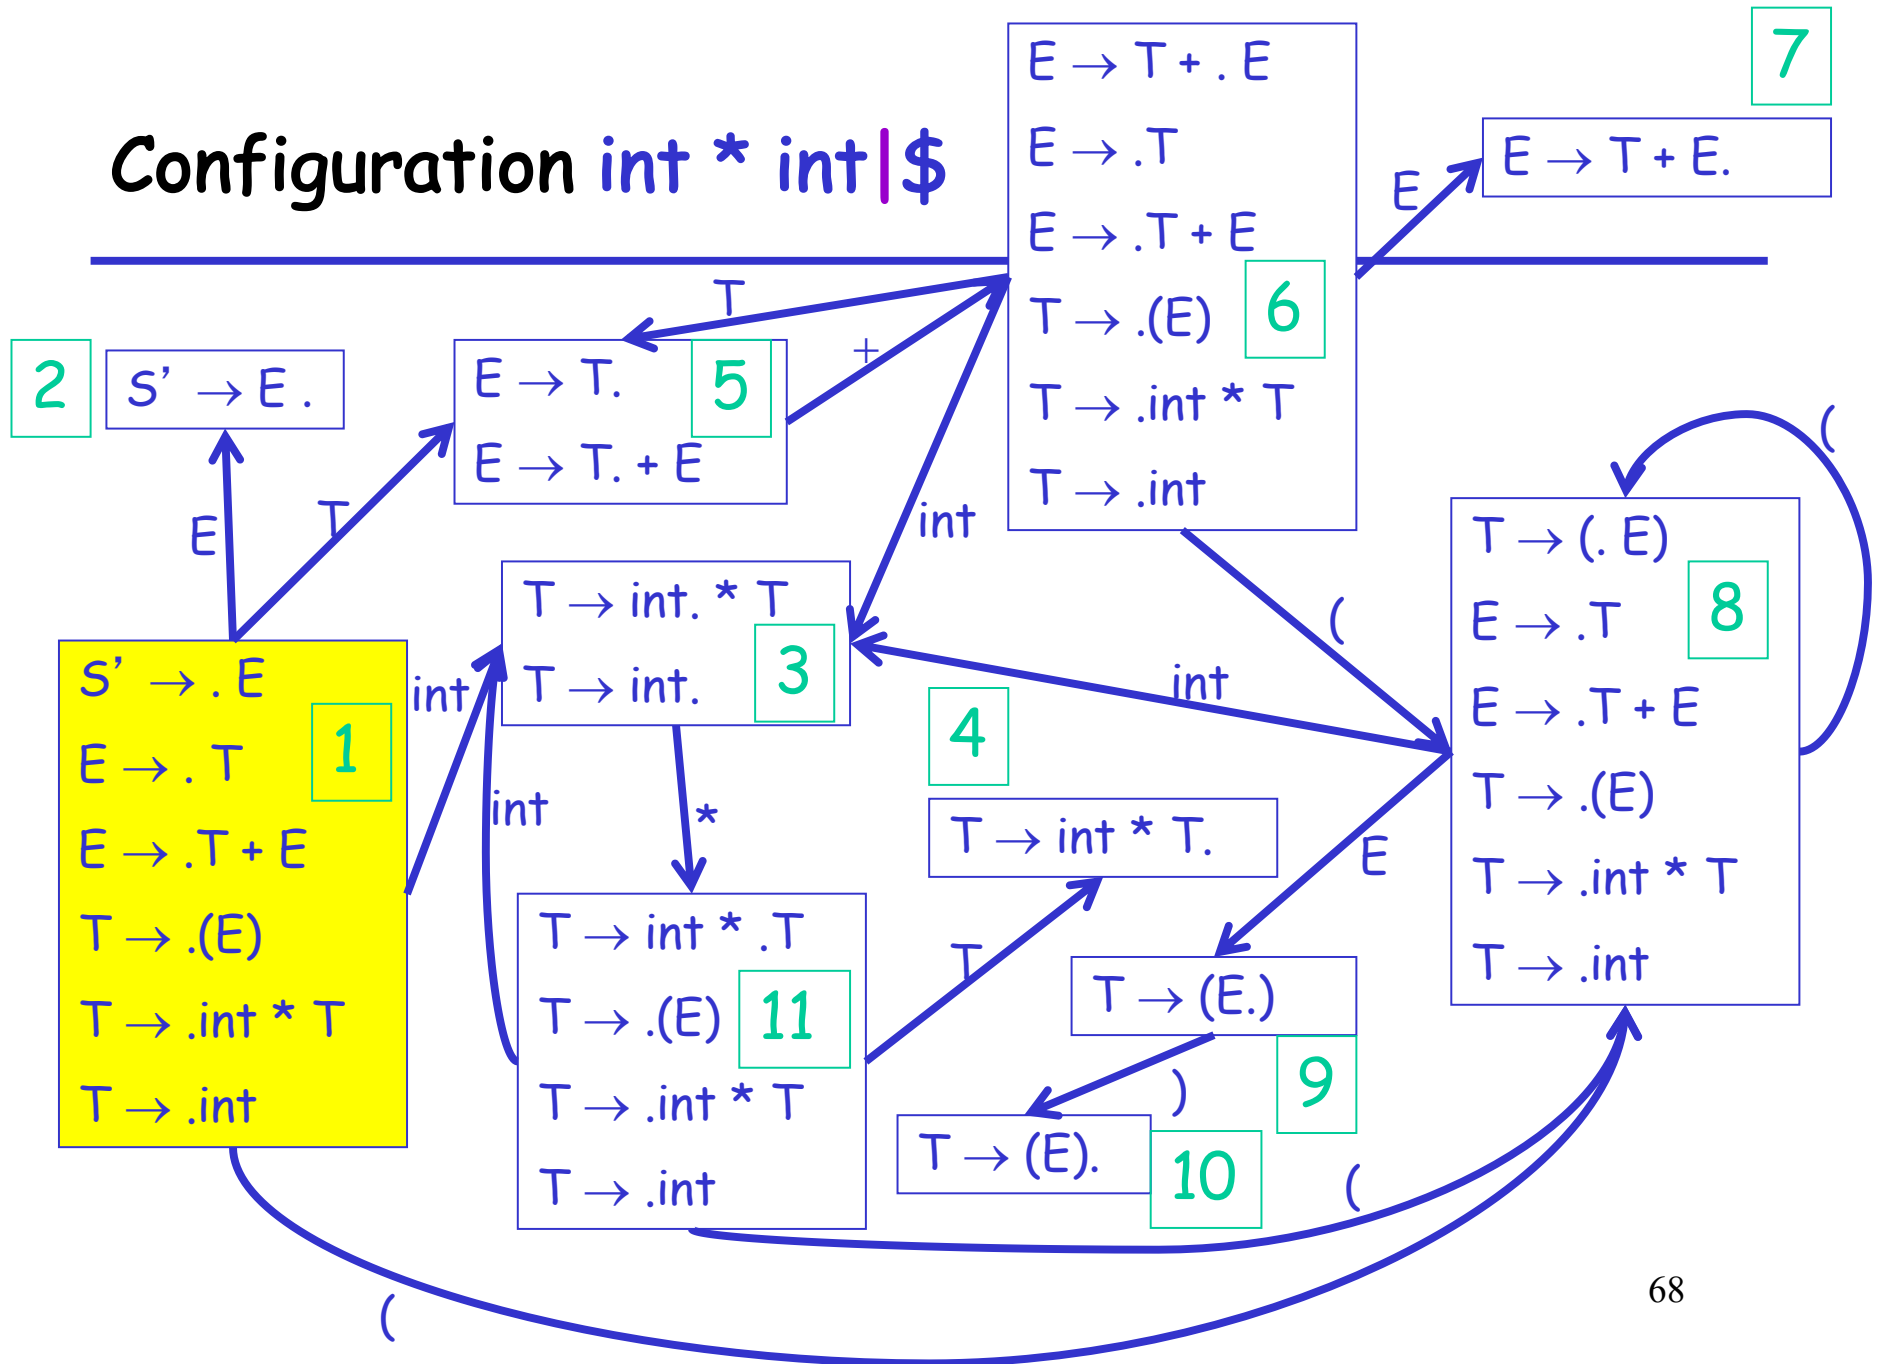 Configuration int * int|$
E → T + . E
E → .T
E → .T + E
T → .(E)
T → .int * T
T → .int
6
7
E → T + E.
E
2
S’ → E .
E
T
5
E → T.
E → T. + E
T
+
int
T → int. * T
T → int.
3
int
int
*
1
S’ → . E
E → . T
E → .T + E
T → .(E)
T → .int * T
T → .int
11
T → int * .T
T → .(E)
T → .int * T
T → .int
T
4
T → int * T.
int
(
8
T → (. E)
E → .T
E → .T + E
T → .(E)
T → .int * T
T → .int
(
E
T → (E.)
9
)
T → (E).
10
(
(
68